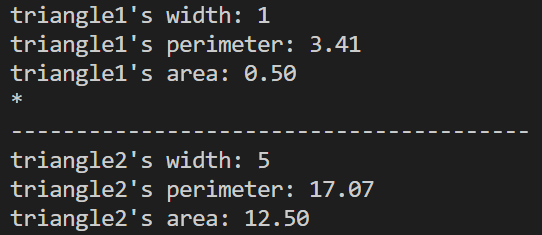 triangle1's width: 1
triangle1's perimeter: 3.41
triangle1's area: 0.50
*
----------------------------------------
triangle2's width: 5
triangle2's perimeter: 17.07
triangle2's area: 12.50